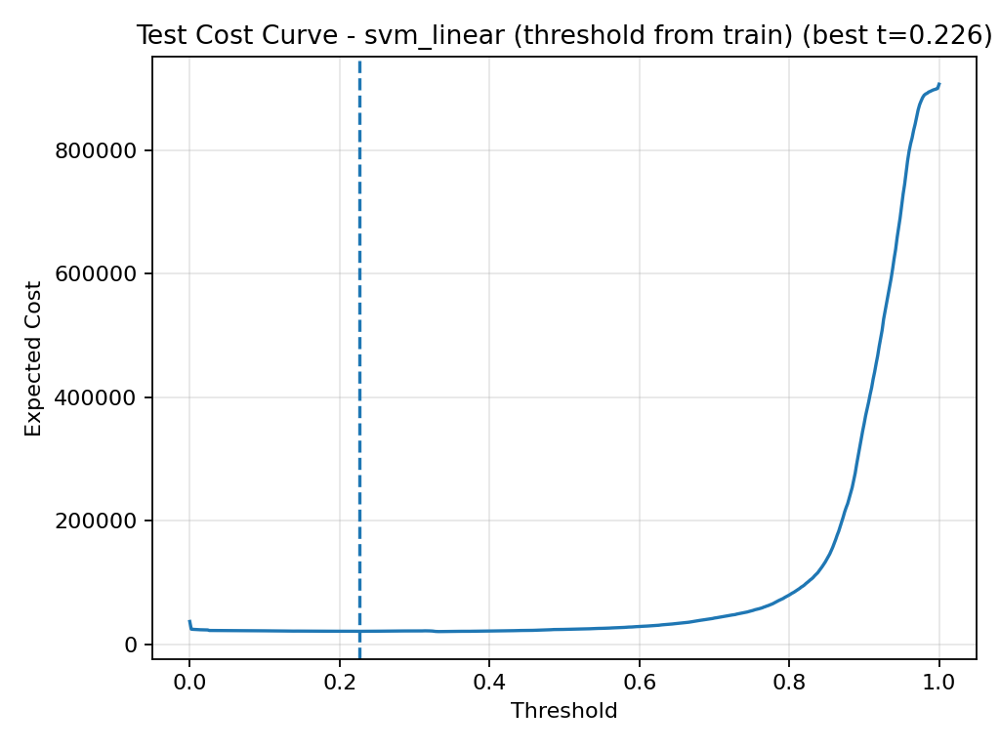 Test Cost Curve - svm_linear (threshold from train) (best t=0.226)
Expected Cost
800000
600000
400000
200000
0
0.0 0.2 0.4 0.6 0.8 1.0
Threshold